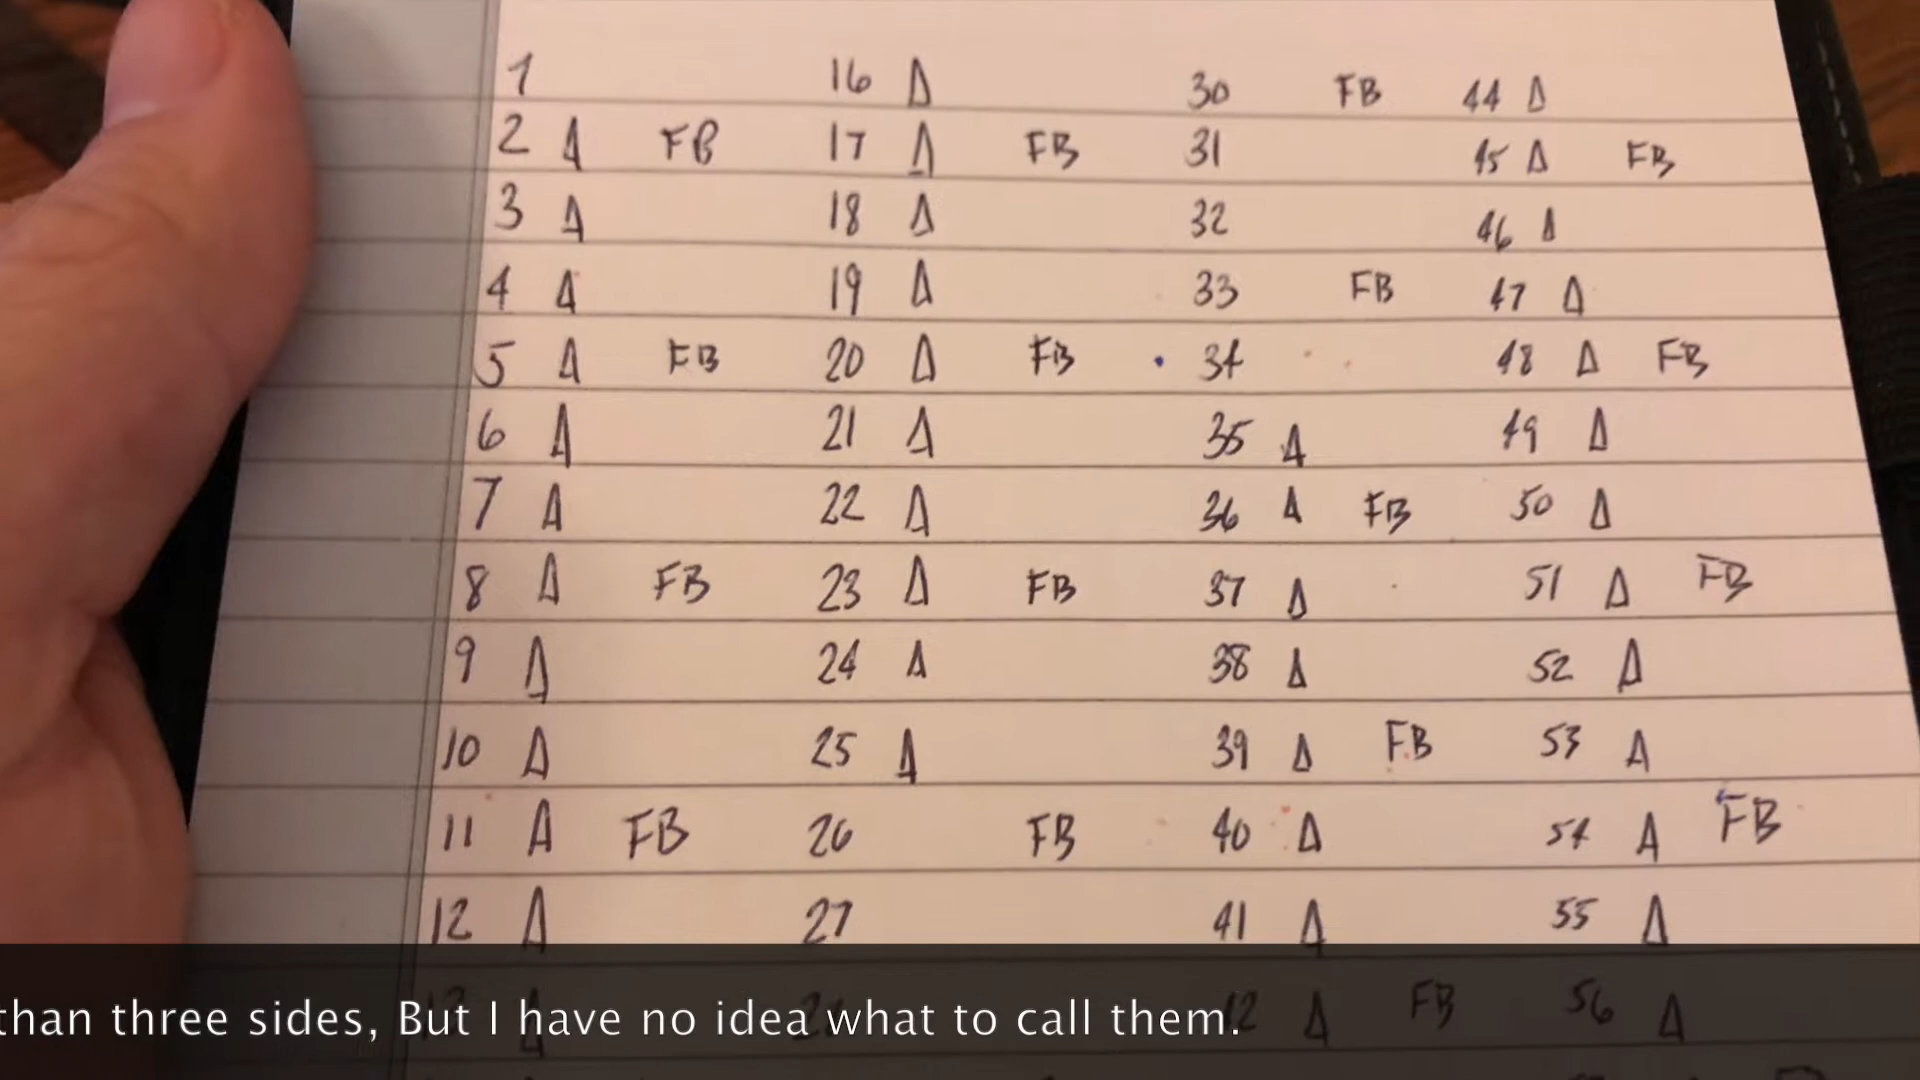 1 16 Δ 30 FB 44 Δ
2 Δ FB 17 Δ FB 31 45 Δ FB
3 Δ 18 Δ 32 46 Δ
4 Δ 19 Δ 33 FB 47 Δ
5 Δ FB 20 Δ FB 34 48 Δ FB
6 Δ 21 Δ 35 Δ 49 Δ
7 Δ 22 Δ 36 Δ FB 50 Δ
8 Δ FB 23 Δ FB 37 Δ 51 Δ FB
9 Δ 24 Δ 38 Δ 52 Δ
10 Δ 25 Δ 39 Δ FB 53 Δ
11 Δ FB 26 FB 40 Δ 54 Δ FB
12 Δ 27 41 Δ 55 Δ
13 Δ 28 42 Δ FB 56 Δ
than three sides, But I have no idea what to call them.